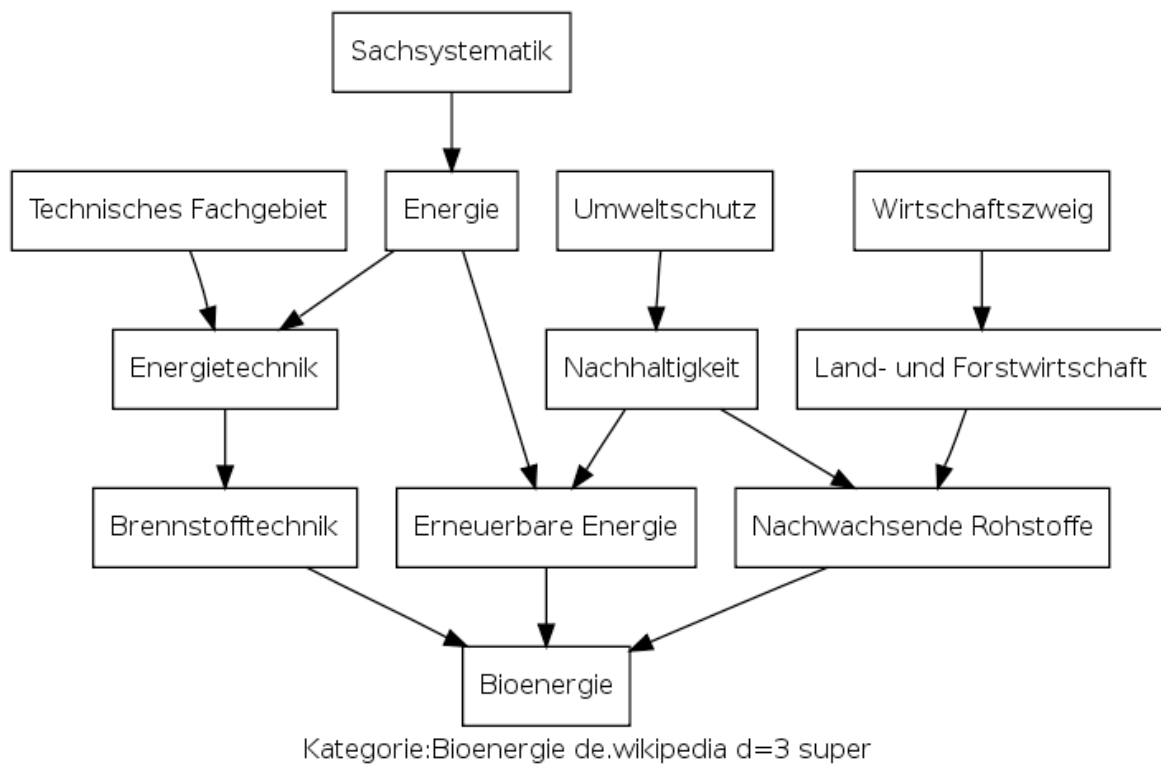 Sachsystematik
Technisches Fachgebiet
Energie
Umweltschutz
Wirtschaftszweig
Energietechnik
Nachhaltigkeit
Land- und Forstwirtschaft
Brennstofftechnik
Erneuerbare Energie
Nachwachsende Rohstoffe
Bioenergie
Kategorie:Bioenergie de.wikipedia d=3 super